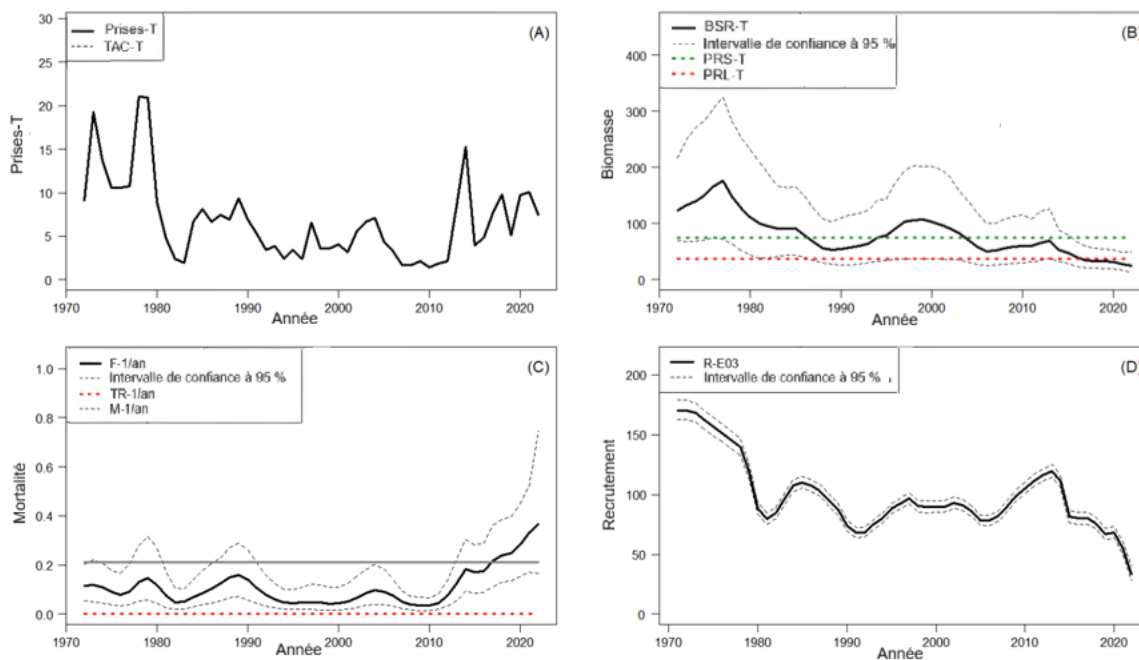 (A)
Prises-T
TAC-T
Prises-T
30
25
20
15
10
5
0
1970 1980 1990 2000 2010 2020
Année
(B)
BSR-T
Intervalle de confiance à 95 %
PRS-T
PRL-T
Biomasse
400
300
200
100
0
1970 1980 1990 2000 2010 2020
Année
(C)
F-1/an
Intervalle de confiance à 95 %
TR-1/an
M-1/an
Mortalité
1.0
0.8
0.6
0.4
0.2
0.0
1970 1980 1990 2000 2010 2020
Année
(D)
R-E03
Intervalle de confiance à 95 %
Recrutement
200
150
100
50
0
1970 1980 1990 2000 2010 2020
Année